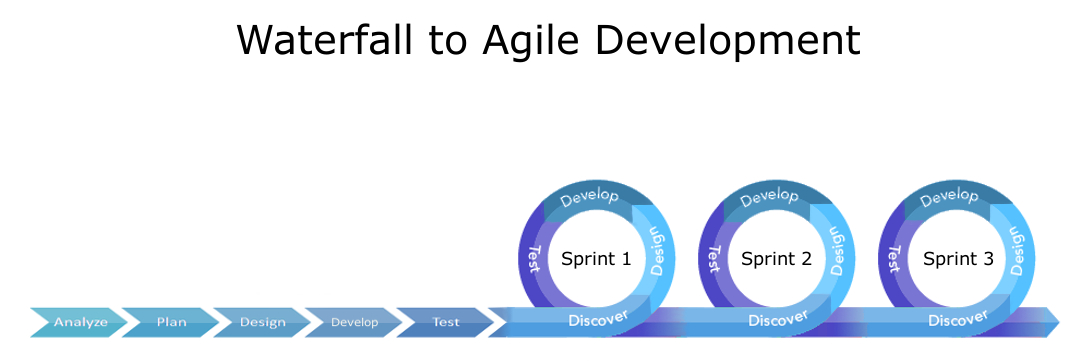 Waterfall to Agile Development
Analyze
Plan
Design
Develop
Test
Develop
Test
Sprint 1
Design
Discover
Develop
Test
Sprint 2
Design
Discover
Develop
Test
Sprint 3
Design
Discover